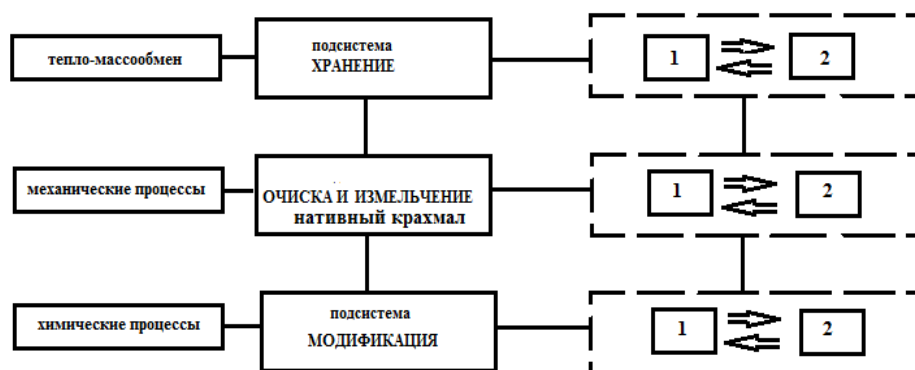 тепло-массообмен
подсистема
ХРАНЕНИЕ
1
2
механические процессы
ОЧИСКА И ИЗМЕЛЬЧЕНИЕ
нативный крахмал
1
2
химические процессы
подсистема
МОДИФИКАЦИЯ
1
2